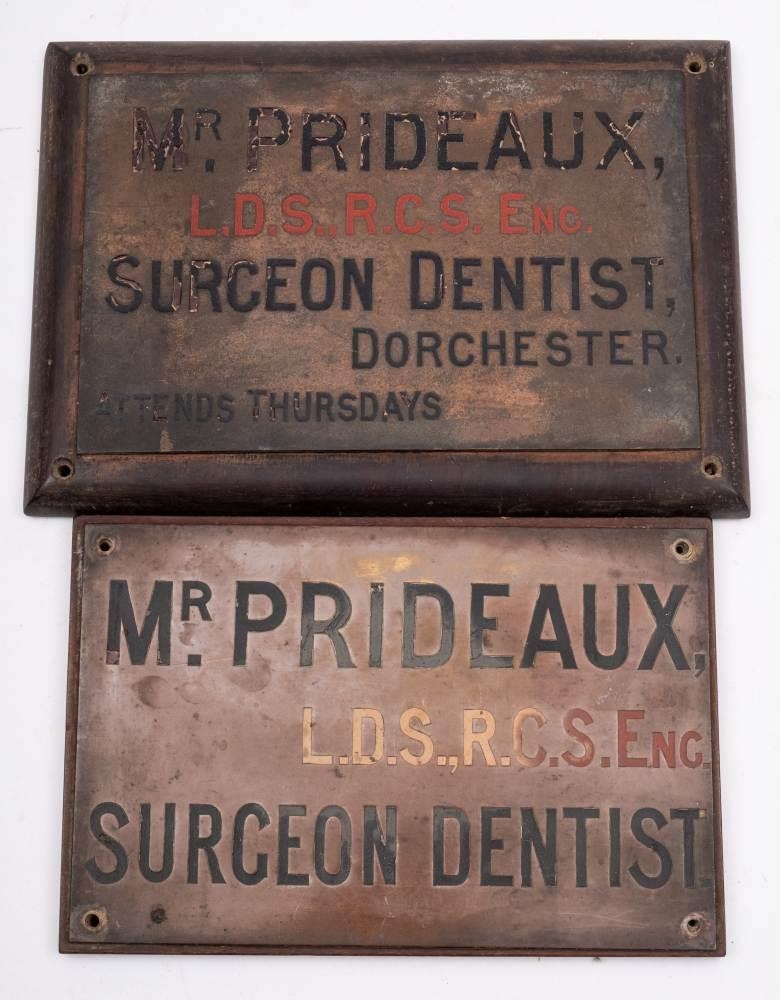 Mr. Prideaux,
L.D.S., R.C.S. Eng.
Surgeon Dentist,
Dorchester.
Attends Thursdays
Mr. Prideaux,
L.D.S., R.C.S. Eng.
Surgeon Dentist.